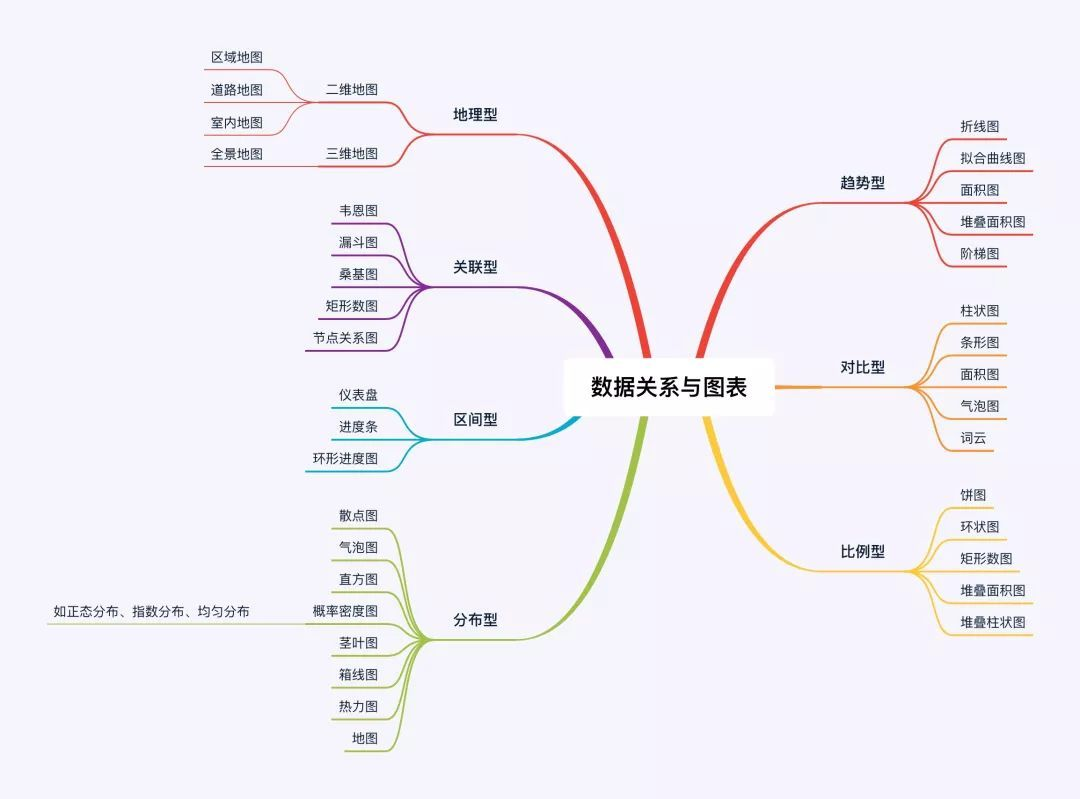 数据关系与图表
地理型
二维地图
区域地图
道路地图
室内地图
三维地图
全景地图
关联型
韦恩图
漏斗图
桑基图
矩形数图
节点关系图
区间型
仪表盘
进度条
环形进度图
分布型
散点图
气泡图
直方图
概率密度图
如正态分布、指数分布、均匀分布
茎叶图
箱线图
热力图
地图
趋势型
折线图
拟合曲线图
面积图
堆叠面积图
阶梯图
对比型
柱状图
条形图
面积图
气泡图
词云
比例型
饼图
环状图
矩形数图
堆叠面积图
堆叠柱状图